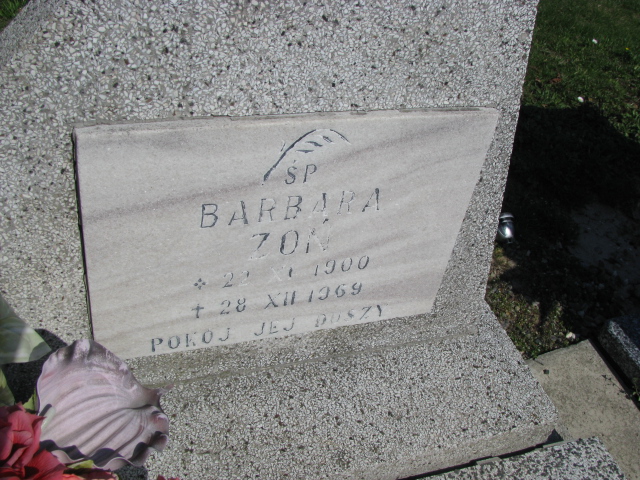 ŚP
BARBARA
ZOŃ
XI 1900
✝ 28 XII 1969
POKÓJ JEJ DUSZY